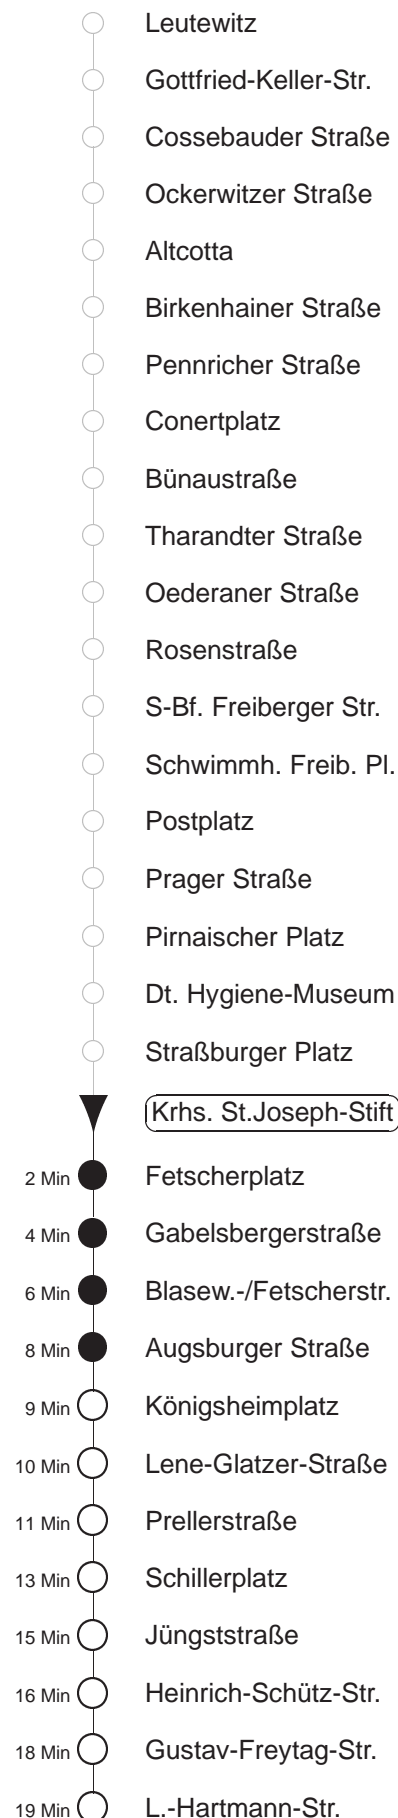 Leutewitz
Gottfried-Keller-Str.
Cossebauder Straße
Ockerwitzer Straße
Altcotta
Birkenhainer Straße
Pennricher Straße
Conertplatz
Bünaustraße
Tharandter Straße
Oederaner Straße
Rosenstraße
S-Bf. Freiberger Str.
Schwimmh. Freib. Pl.
Postplatz
Prager Straße
Pirnaischer Platz
Dt. Hygiene-Museum
Straßburger Platz
Krhs. St.Joseph-Stift
2 Min Fetscherplatz
4 Min Gabelsbergerstraße
6 Min Blasew.-/Fetscherstr.
8 Min Augsburger Straße
9 Min Königsheimplatz
10 Min Lene-Glatzer-Straße
11 Min Prellerstraße
13 Min Schillerplatz
15 Min Jüngststraße
16 Min Heinrich-Schütz-Str.
18 Min Gustav-Freytag-Str.
19 Min L.-Hartmann-Str.